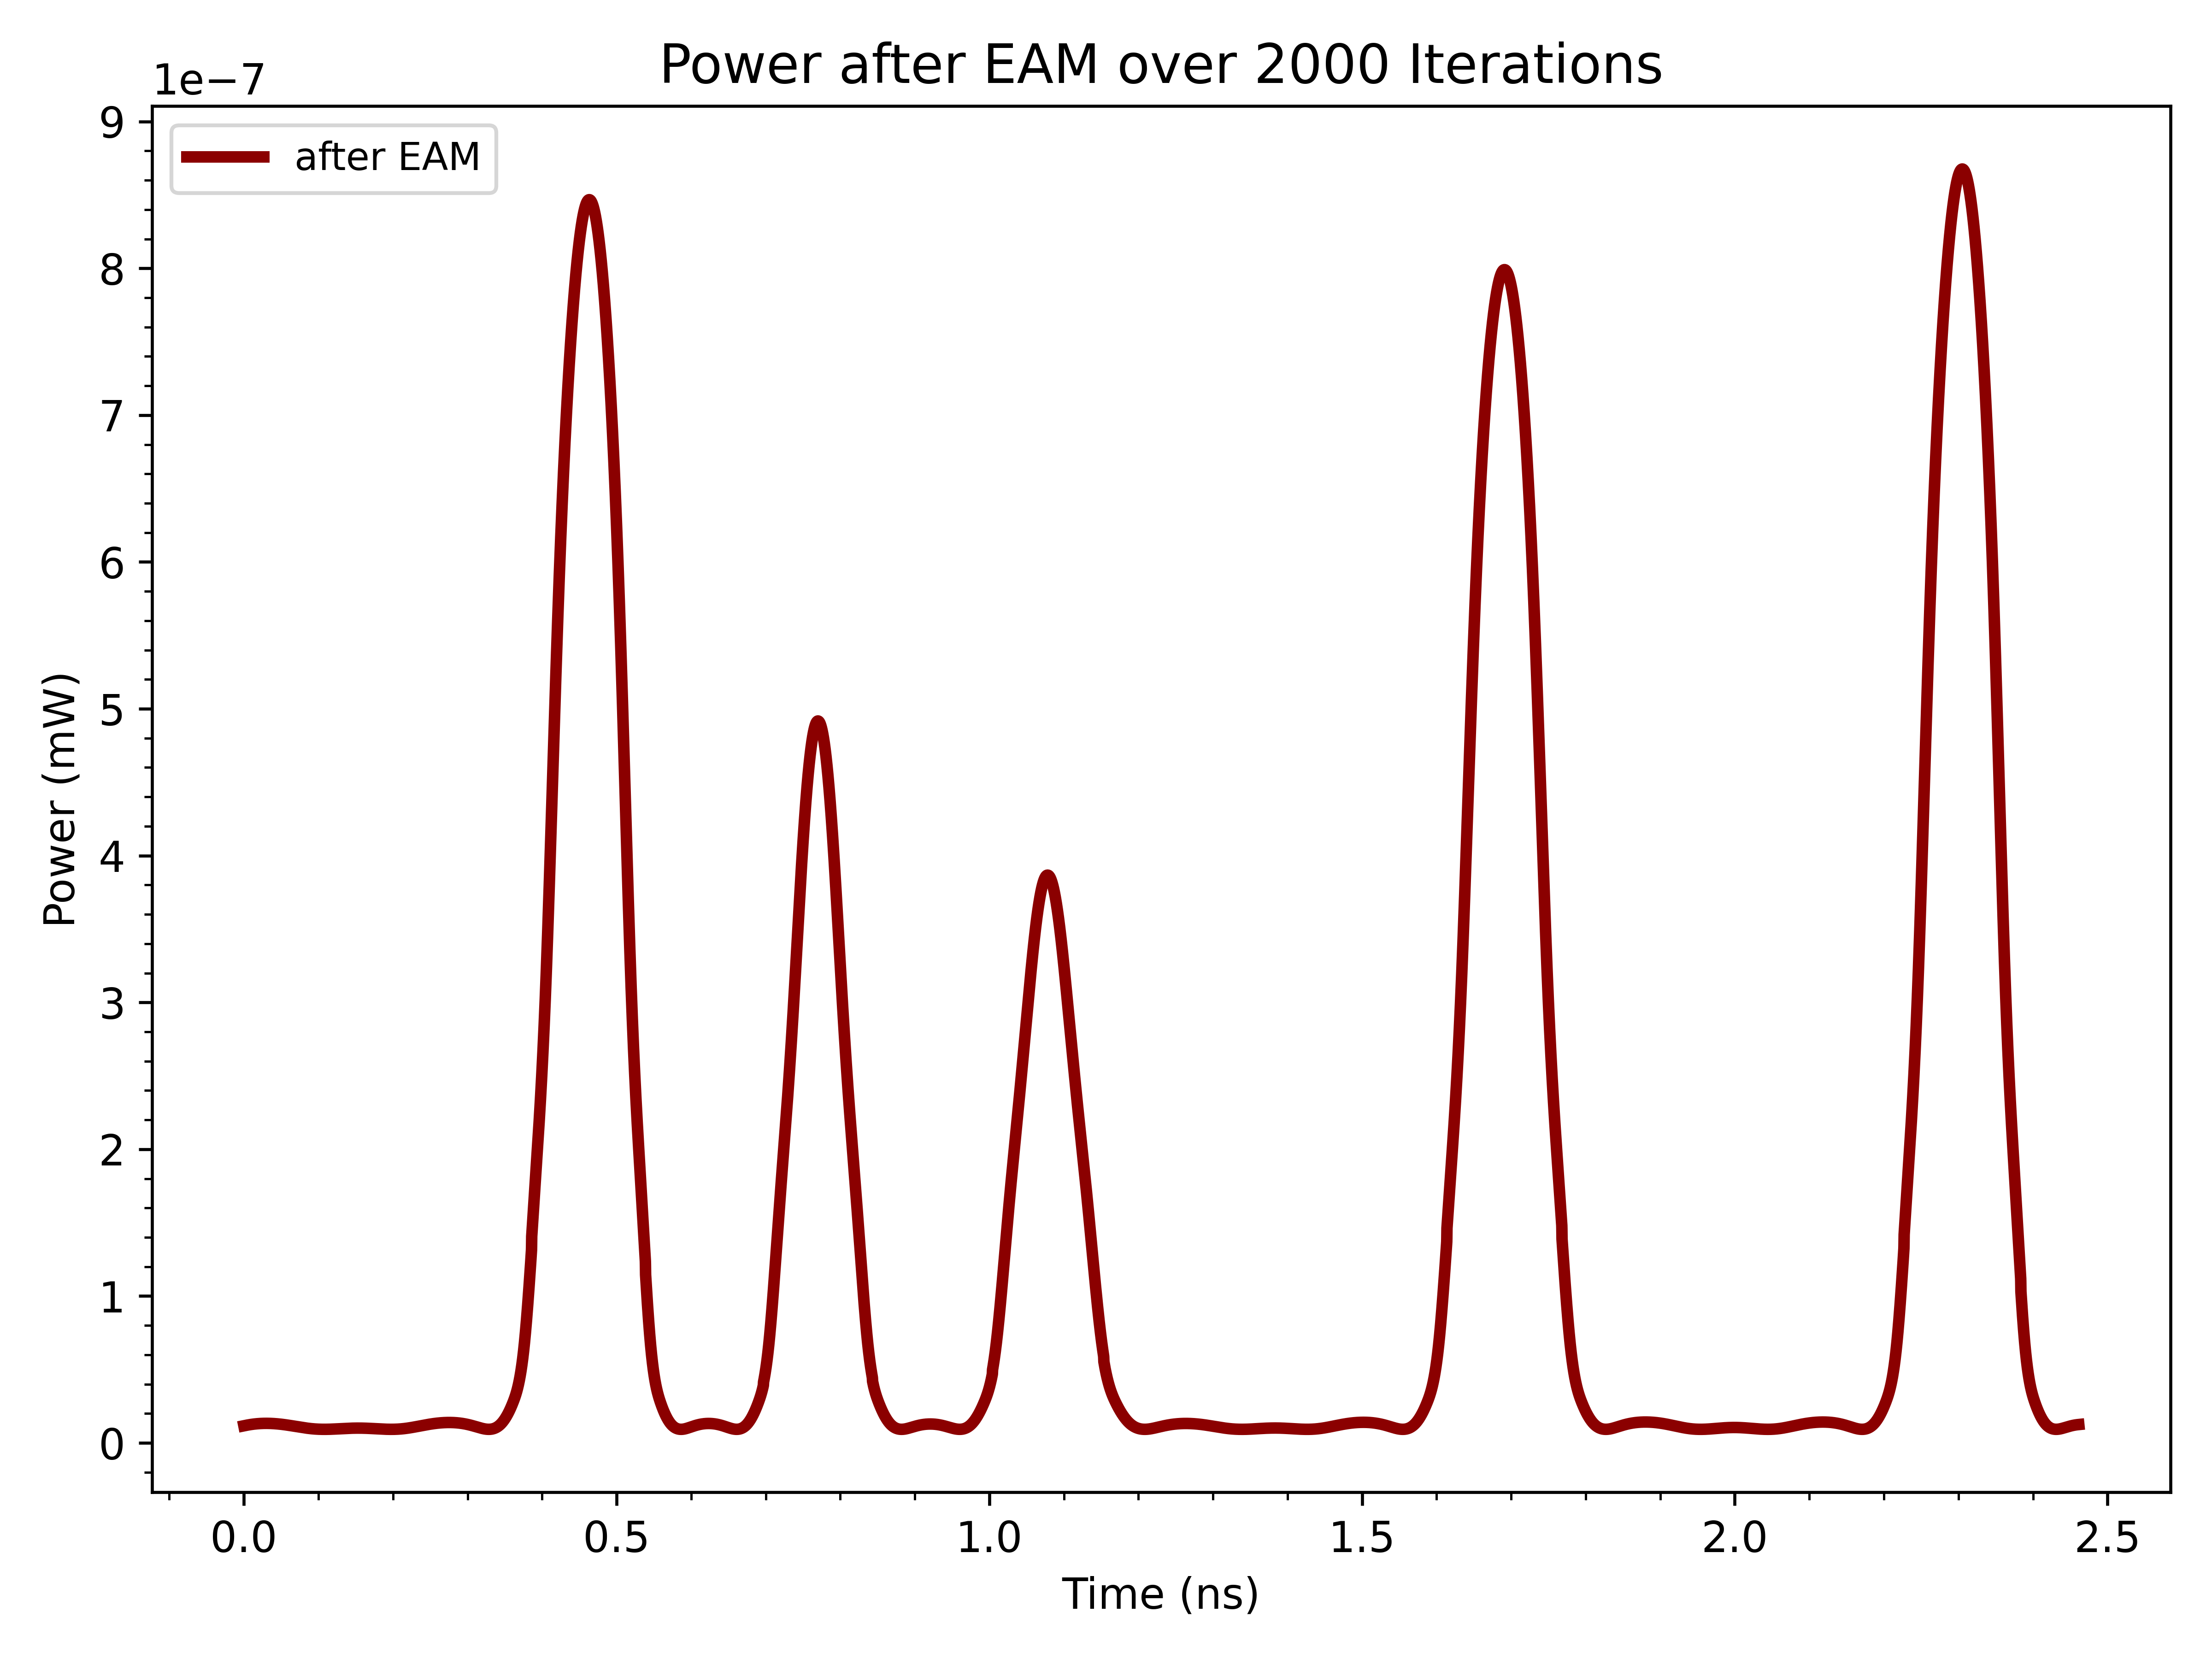 Power after EAM over 2000 Iterations
1e−7
after EAM
9
8
7
6
5
4
3
2
1
0
Power (mW)
0.0 0.5 1.0 1.5 2.0 2.5
Time (ns)